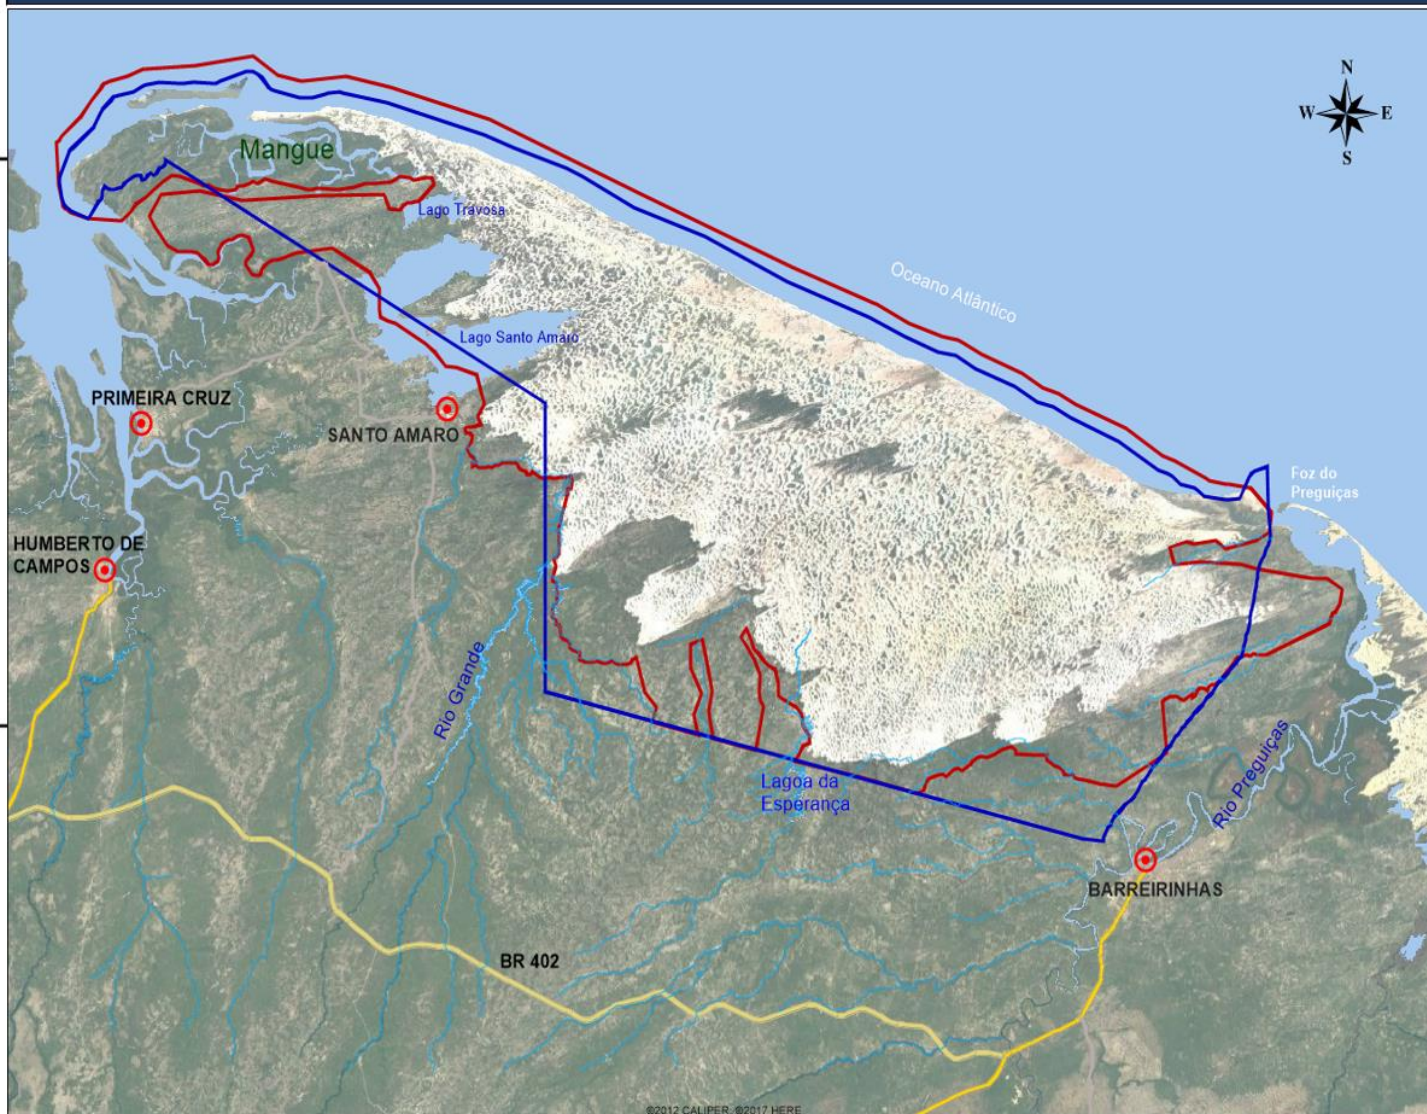 N
W E
S
Mangue
Lago Travosa
Oceano Atlântico
Lago Santo Amaro
PRIMEIRA CRUZ
SANTO AMARO
Foz do
Preguiças
HUMBERTO DE
CAMPOS
Rio Grande
Lagoa da
Esperança
Rio Preguiças
BARREIRINHAS
BR 402
©2012 CALIPER, ©2017 HERE